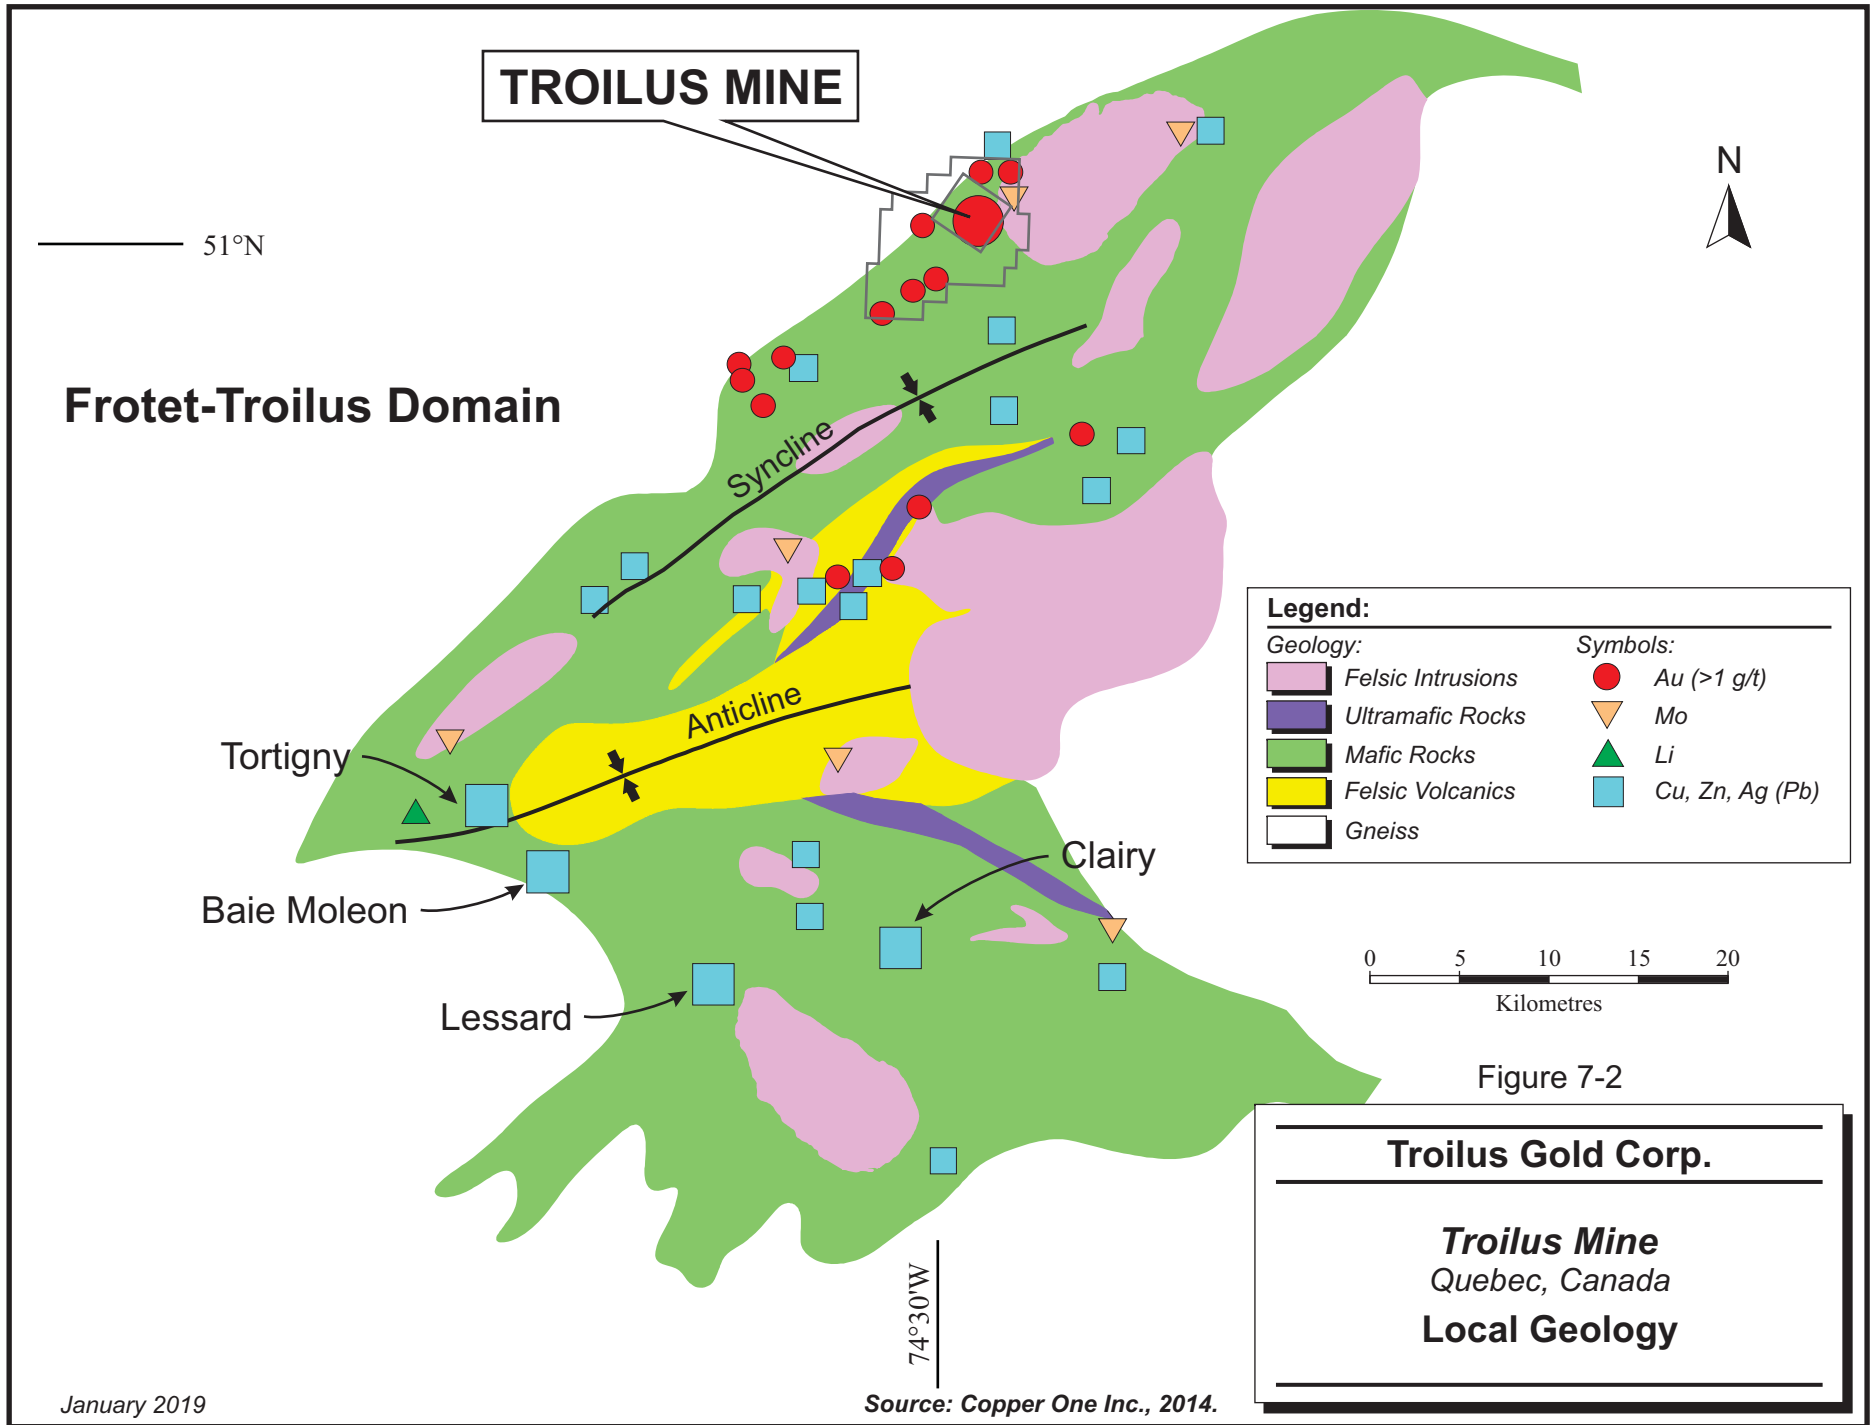 TROILUS MINE
N
51°N
Frotet-Troilus Domain
Syncline
Anticline
Tortigny
Baie Moleon
Clairy
Lessard
Legend:
Geology:
Symbols:
Felsic Intrusions
Au (>1 g/t)
Ultramafic Rocks
Mo
Mafic Rocks
Li
Felsic Volcanics
Cu, Zn, Ag (Pb)
Gneiss
0 5 10 15 20
Kilometres
Figure 7-2
Troilus Gold Corp.
Troilus Mine
Quebec, Canada
Local Geology
74°30'W
January 2019
Source: Copper One Inc., 2014.